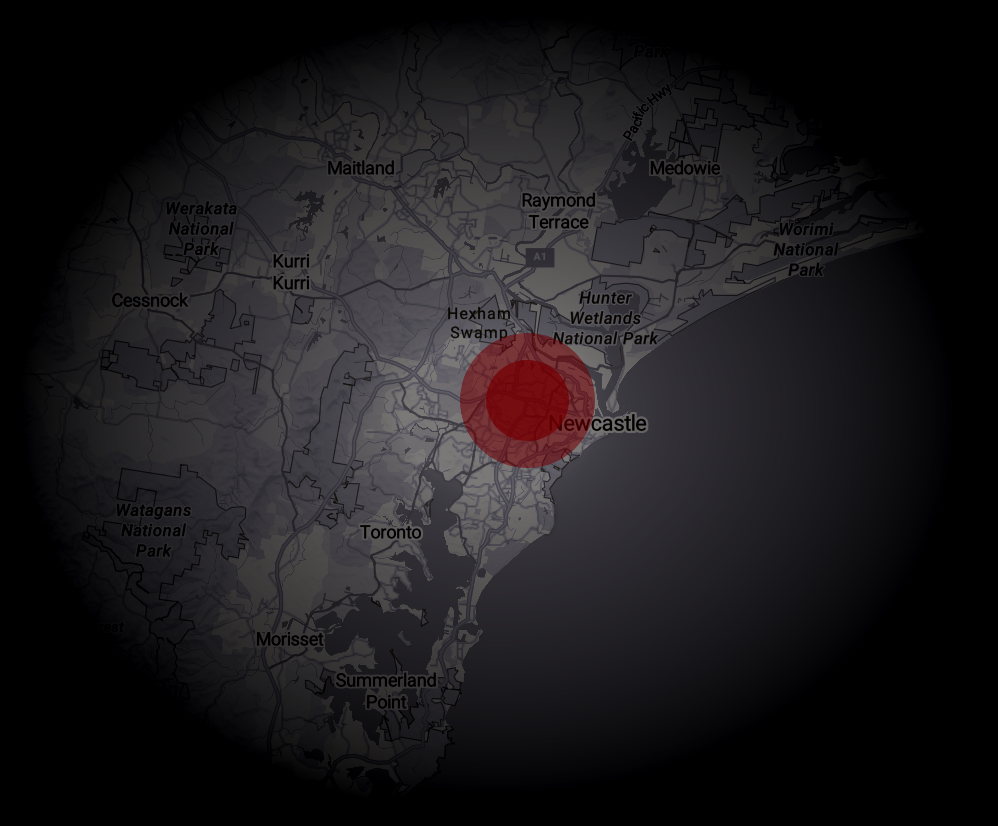 Park
Pacific Hwy
Maitland
Medowie
Raymond
Terrace
Werakata
National
Park
Worimi
National
Park
A1
Kurri
Kurri
Cessnock
Hunter
Wetlands
National Park
Hexham
Swamp
Newcastle
Watagans
National
Park
Toronto
Morisset
Summerland
Point